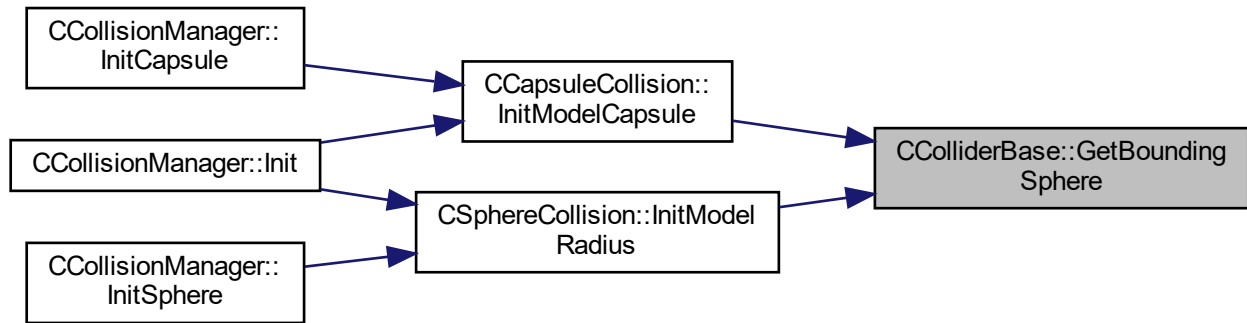 CCollisionManager::
InitCapsule
CCollisionManager::Init
CCollisionManager::
InitSphere
CCapsuleCollision::
InitModelCapsule
CSphereCollision::InitModel
Radius
CColliderBase::GetBounding
Sphere